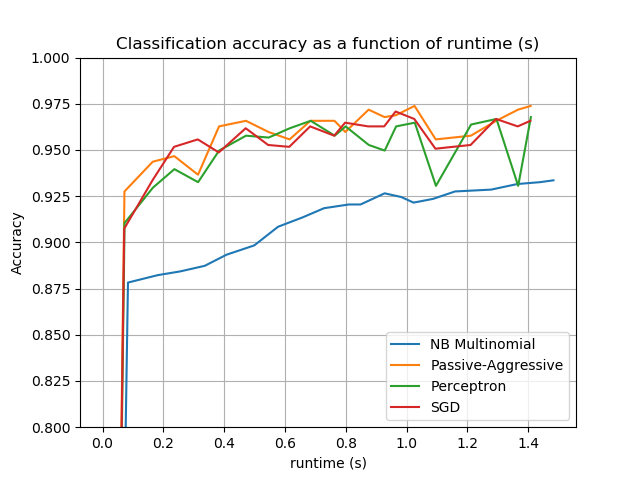 Classification accuracy as a function of runtime (s)
1.000
0.975
0.950
0.925
0.900
0.875
0.850
0.825
0.800
Accuracy
NB Multinomial
Passive-Aggressive
Perceptron
SGD
0.0 0.2 0.4 0.6 0.8 1.0 1.2 1.4
runtime (s)